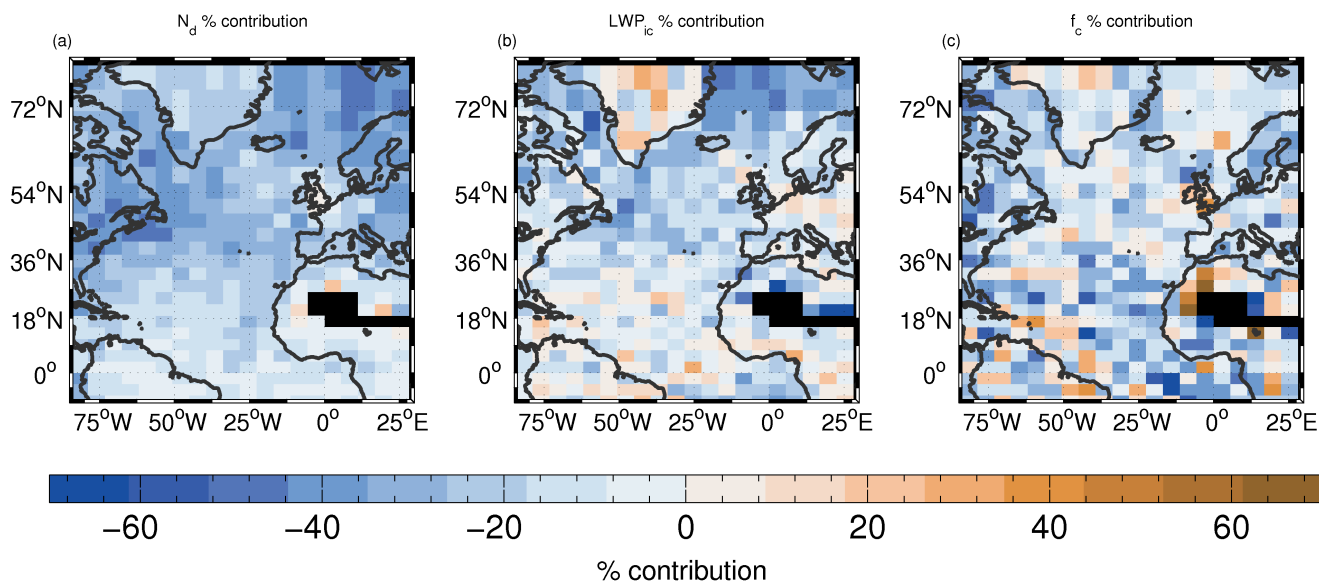 N_d % contribution
LWP_ic % contribution
f_c % contribution
(a)
(b)
(c)
72°N
54°N
36°N
18°N
0°
75°W 50°W 25°W 0° 25°E
72°N
54°N
36°N
18°N
0°
75°W 50°W 25°W 0° 25°E
72°N
54°N
36°N
18°N
0°
75°W 50°W 25°W 0° 25°E
−60 −40 −20 0 20 40 60
% contribution